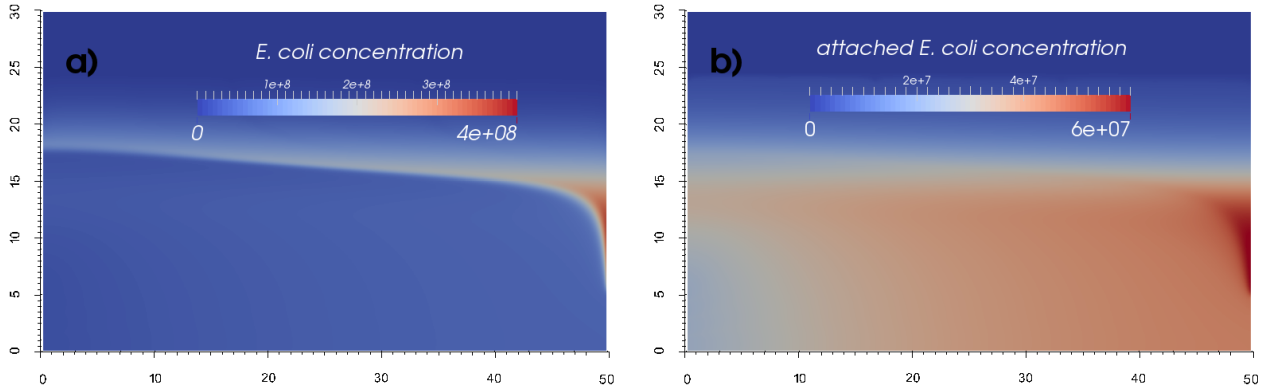 a)
E. coli concentration
1e+8 2e+8 3e+8
0 4e+08
30
25
20
15
10
5
0
0 10 20 30 40 50
b)
attached E. coli concentration
2e+7 4e+7
0 6e+07
30
25
20
15
10
5
0
0 10 20 30 40 50